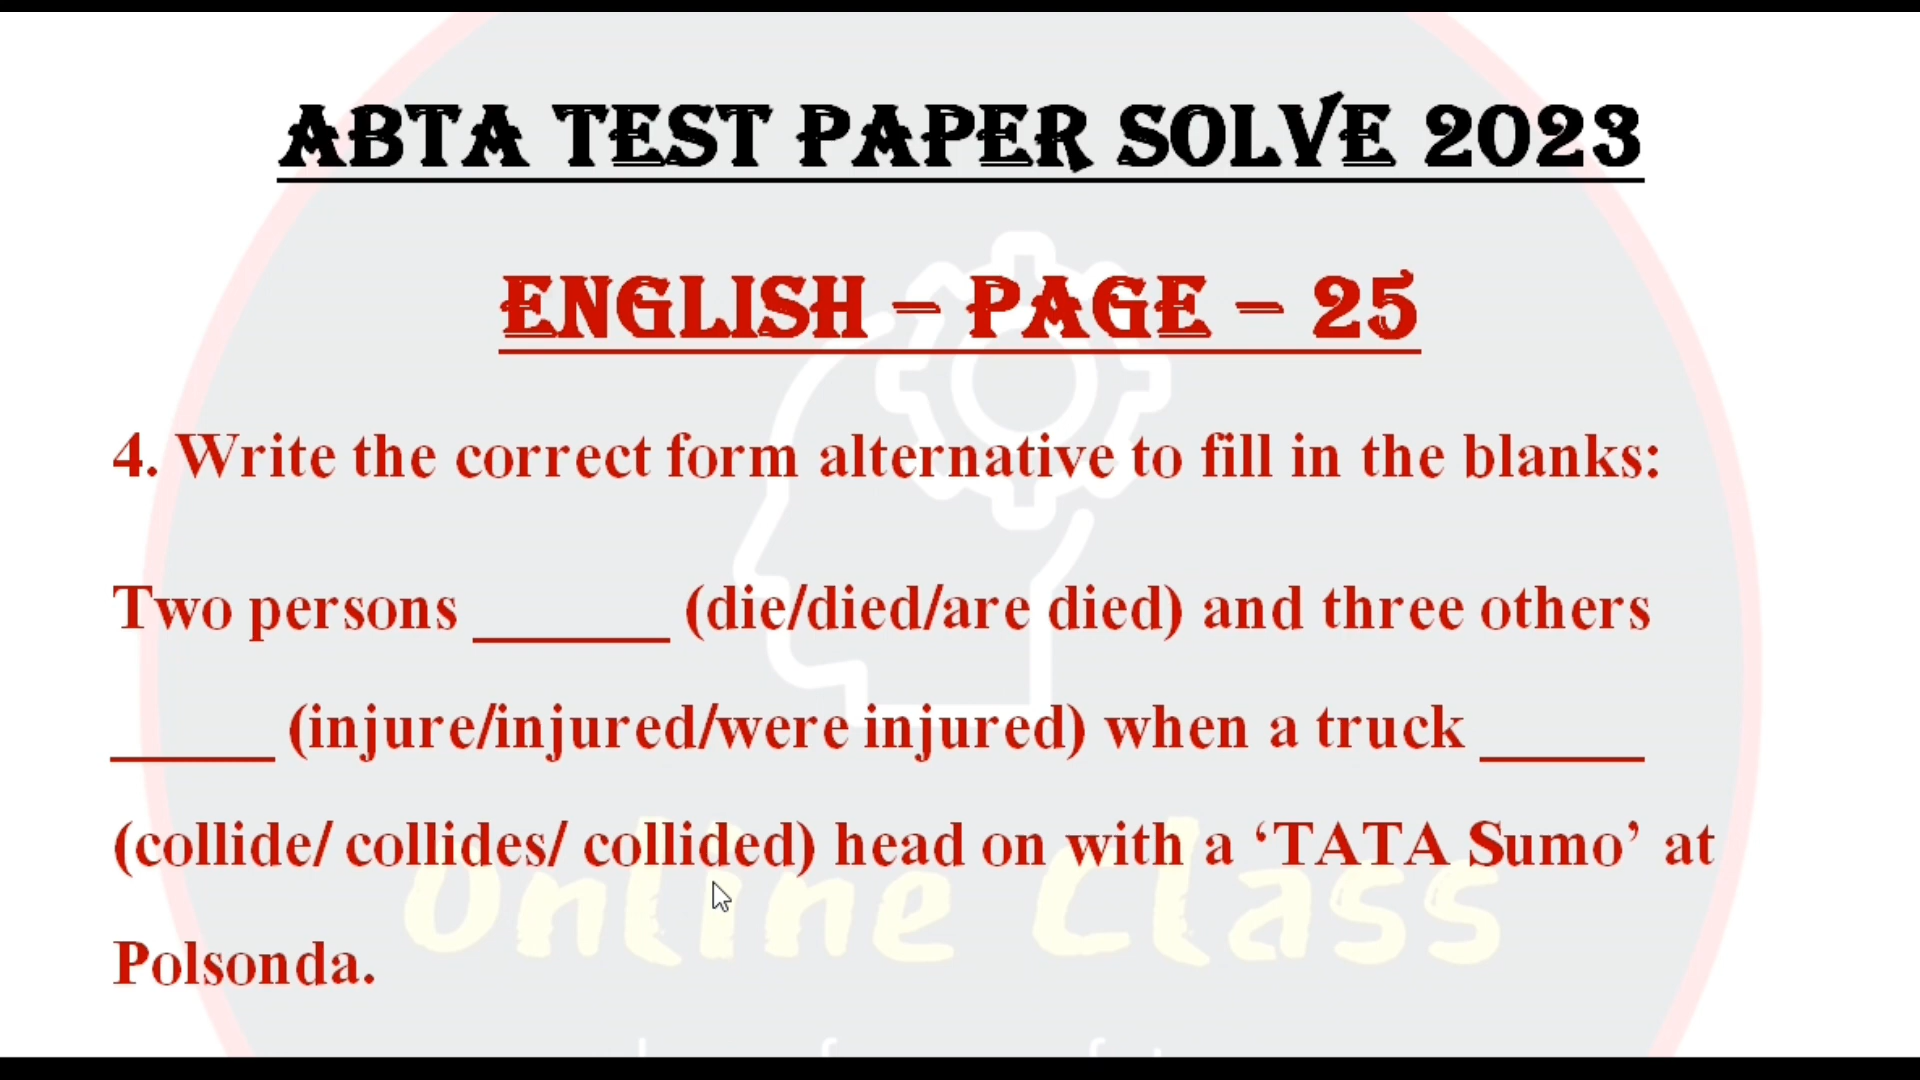 ABTA TEST PAPER SOLVE 2023
ENGLISH – PAGE – 25
4. Write the correct form alternative to fill in the blanks:
Two persons ______ (die/died/are died) and three others
_____ (injure/injured/were injured) when a truck _____
(collide/ collides/ collided) head on with a ‘TATA Sumo’ at
Polsonda.
Online Class